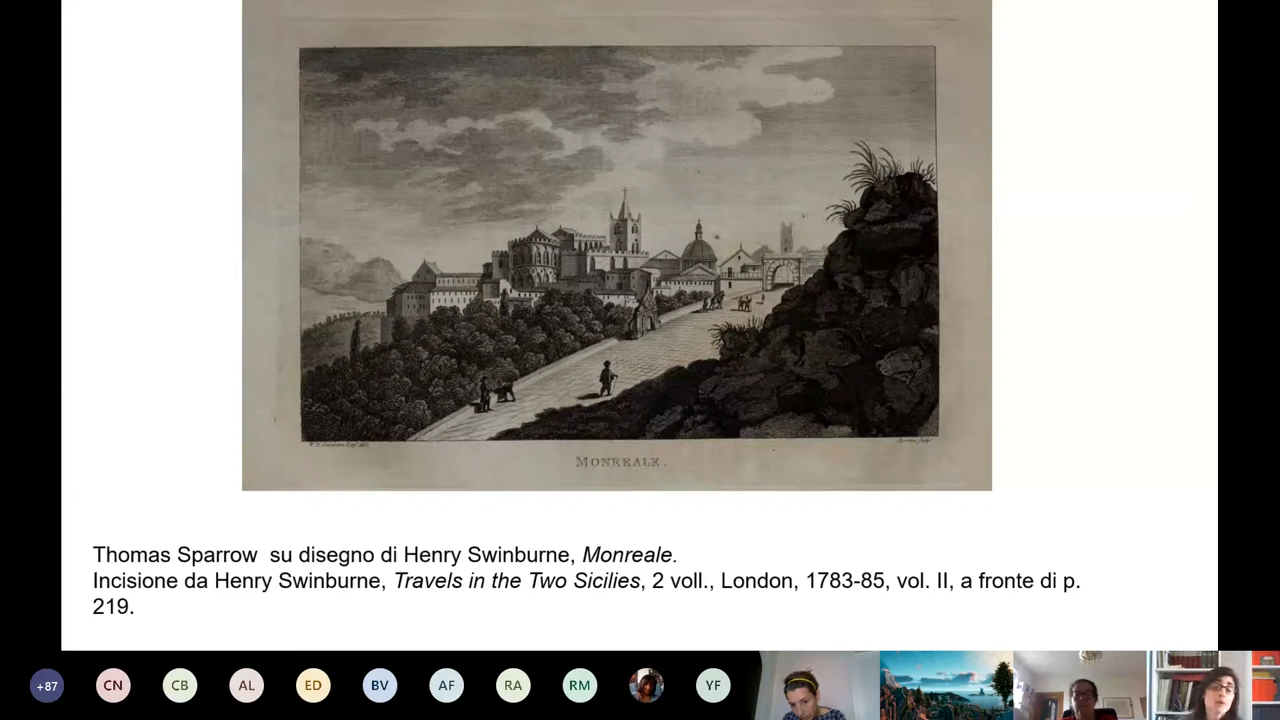 MONREALE.
Thomas Sparrow  su disegno di Henry Swinburne, Monreale.
Incisione da Henry Swinburne, Travels in the Two Sicilies, 2 voll., London, 1783-85, vol. II, a fronte di p.
219.
+87 CN CB AL ED BV AF RA RM YF